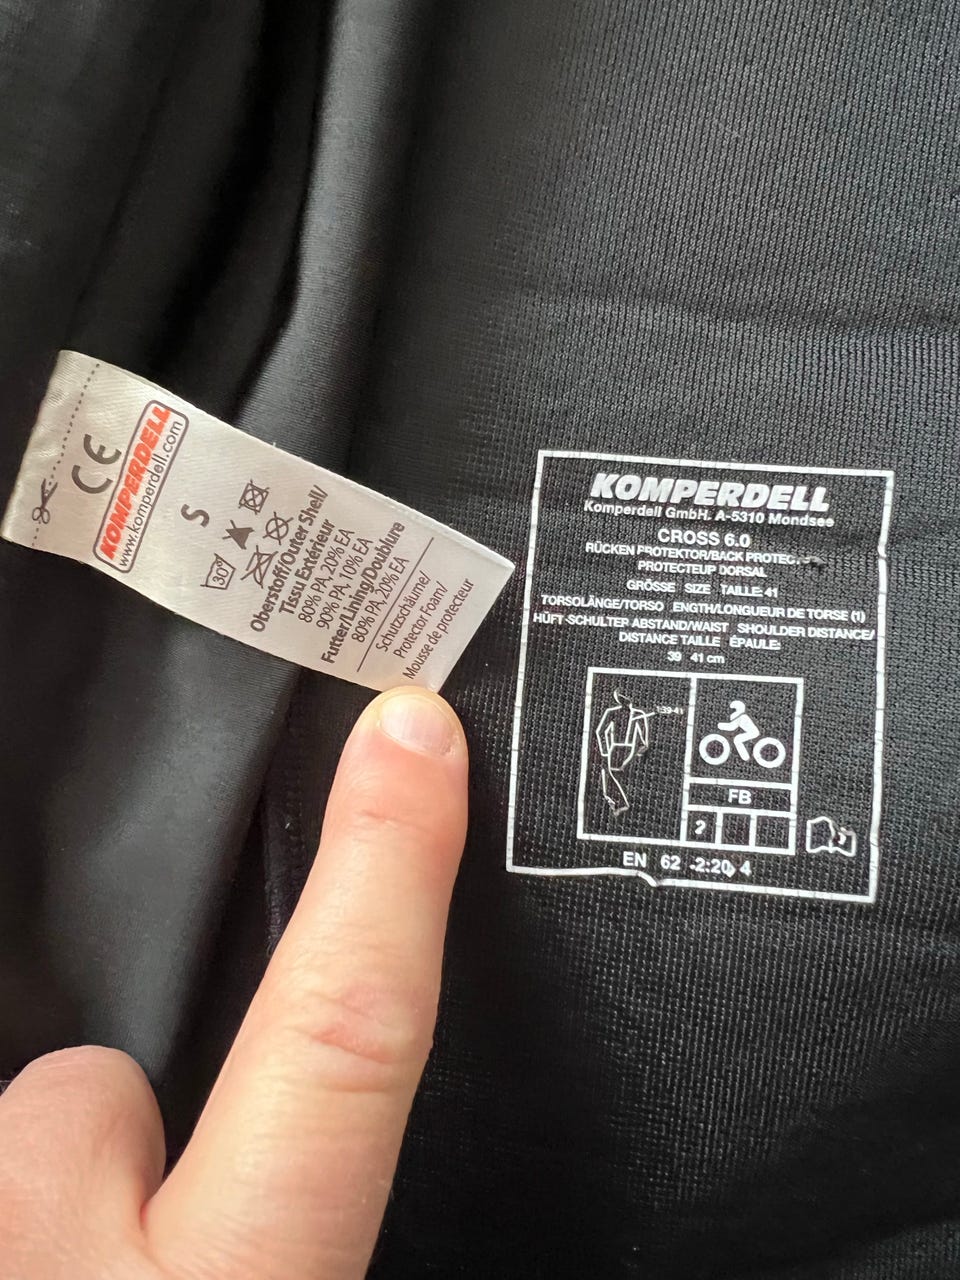 CE
KOMPERDELL
www.komperdell.com
S
30°
Oberstoff/Outer Shell/
Tissu Extérieur
80% PA, 20% EA
90% PA, 10% EA
Futter/Lining/Doublure
80% PA, 20% EA
Schutzschäume/
Protector Foam/
Mousse de protecteur
KOMPERDELL
Komperdell GmbH. A-5310 Mondsee
CROSS 6.0
RÜCKEN PROTEKTOR/BACK PROTEC
PROTECTEUR DORSAL
GRÖSSE SIZE TAILLE: 41
TORSOLÄNGE/TORSO ENGTH/LONGUEUR DE TORSE (1)
HÜFT-SCHULTER ABSTAND/WAIST SHOULDER DISTANCE/
DISTANCE TAILLE ÉPAULE:
39 41 cm
1:39-41
FB
2
EN 62 -2:20 4